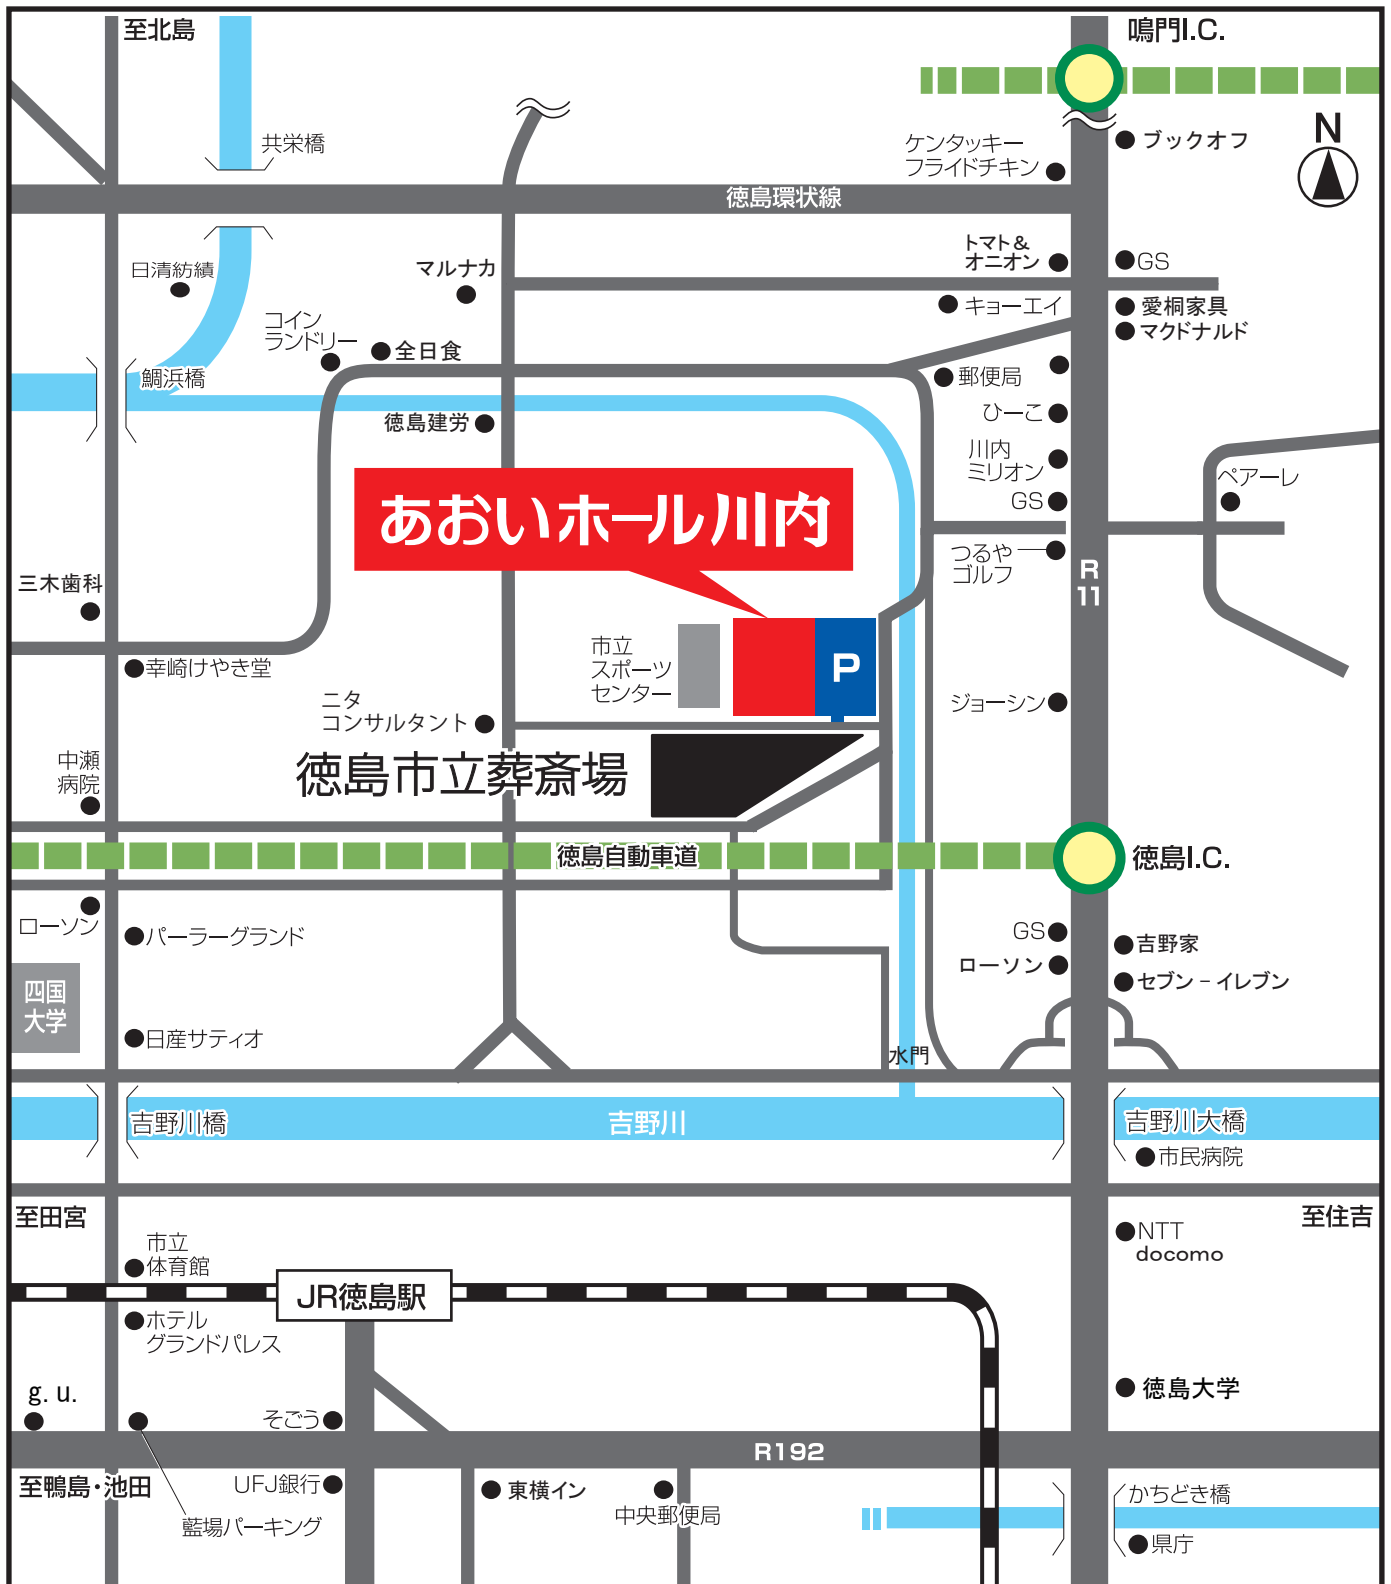 至北島
鳴門I.C.
共栄橋
ケンタッキー
フライドチキン
ブックオフ
N
徳島環状線
日清紡績
マルナカ
トマト&
オニオン
GS
キョーエイ
愛桐家具
マクドナルド
コイン
ランドリー
全日食
鯛浜橋
郵便局
徳島建労
ひーこ
川内
ミリオン
GS
ペアーレ
あおいホール川内
つるや
ゴルフ
R
11
三木歯科
幸崎けやき堂
市立
スポーツ
センター
P
ニタ
コンサルタント
ジョーシン
中瀬
病院
徳島市立葬斎場
徳島自動車道
徳島I.C.
ローソン
パーラーグランド
GS
吉野家
ローソン
セブン－イレブン
四国
大学
日産サティオ
水門
吉野川橋
吉野川
吉野川大橋
市民病院
至田宮
至住吉
市立
体育館
NTT
docomo
JR徳島駅
ホテル
グランドパレス
g. u.
徳島大学
そごう
R192
至鴨島・池田
UFJ銀行
東横イン
中央郵便局
かちどき橋
藍場パーキング
県庁